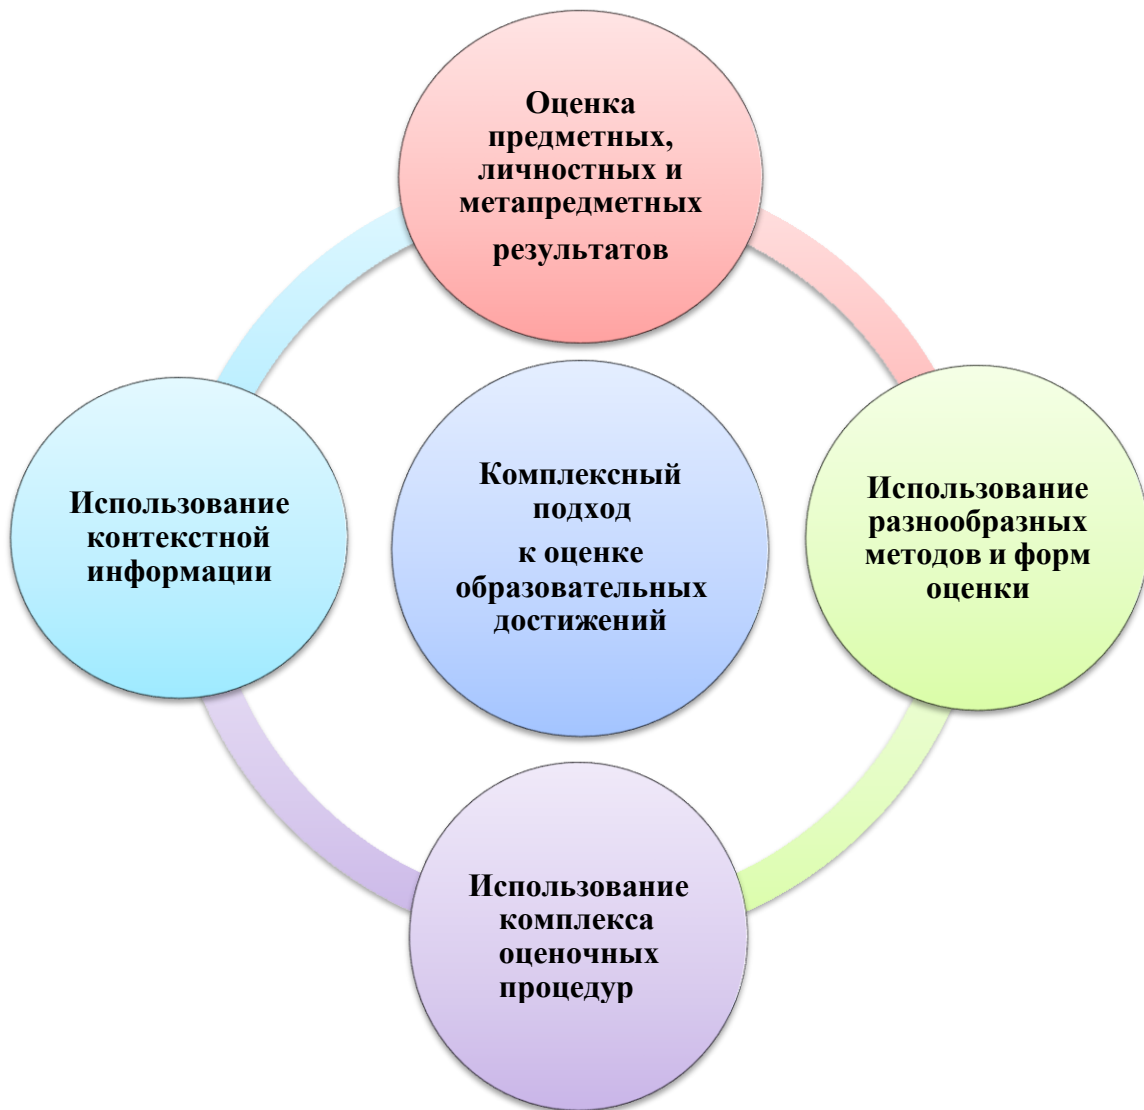 Оценка
предметных,
личностных и
метапредметных
результатов
Использование
контекстной
информации
Комплексный
подход
к оценке
образовательных
достижений
Использование
разнообразных
методов и форм
оценки
Использование
комплекса
оценочных
процедур